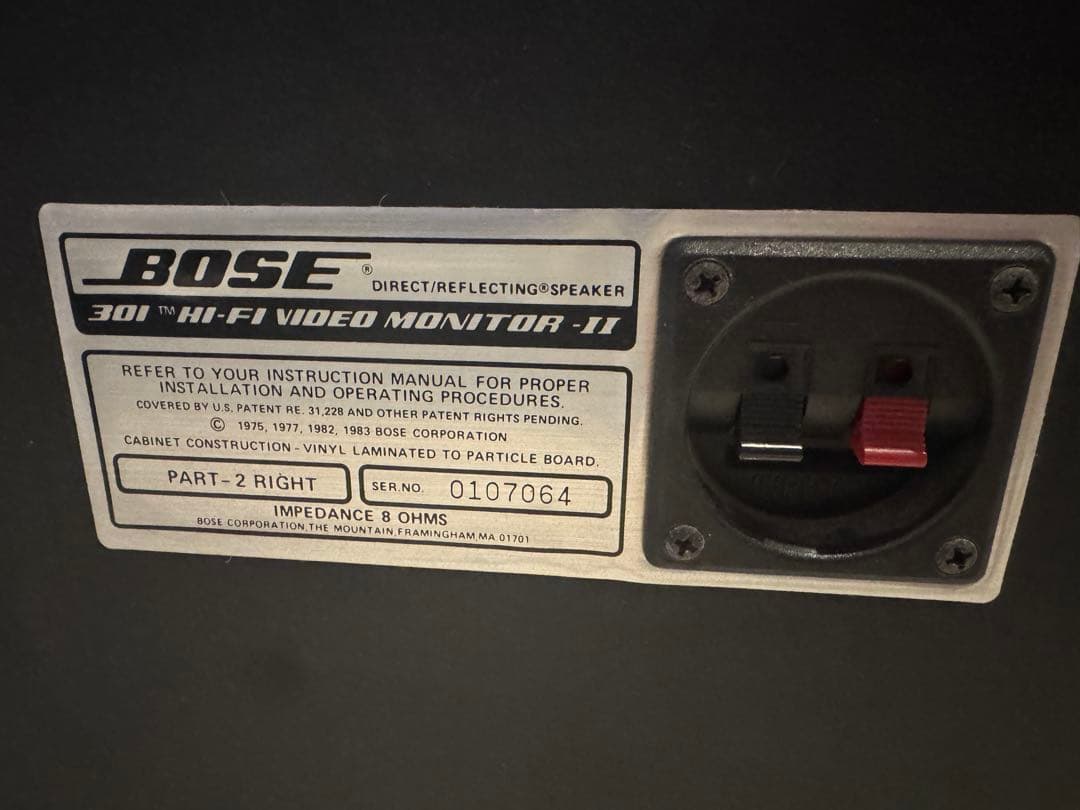 BOSE®
DIRECT/REFLECTING® SPEAKER
301 ™ HI-FI VIDEO MONITOR -II
REFER TO YOUR INSTRUCTION MANUAL FOR PROPER
INSTALLATION AND OPERATING PROCEDURES.
COVERED BY U.S. PATENT RE. 31,228 AND OTHER PATENT RIGHTS PENDING.
© 1975, 1977, 1982, 1983 BOSE CORPORATION
CABINET CONSTRUCTION - VINYL LAMINATED TO PARTICLE BOARD.
PART-2 RIGHT
SER.NO. 0107064
IMPEDANCE 8 OHMS
BOSE CORPORATION, THE MOUNTAIN, FRAMINGHAM, MA 01701